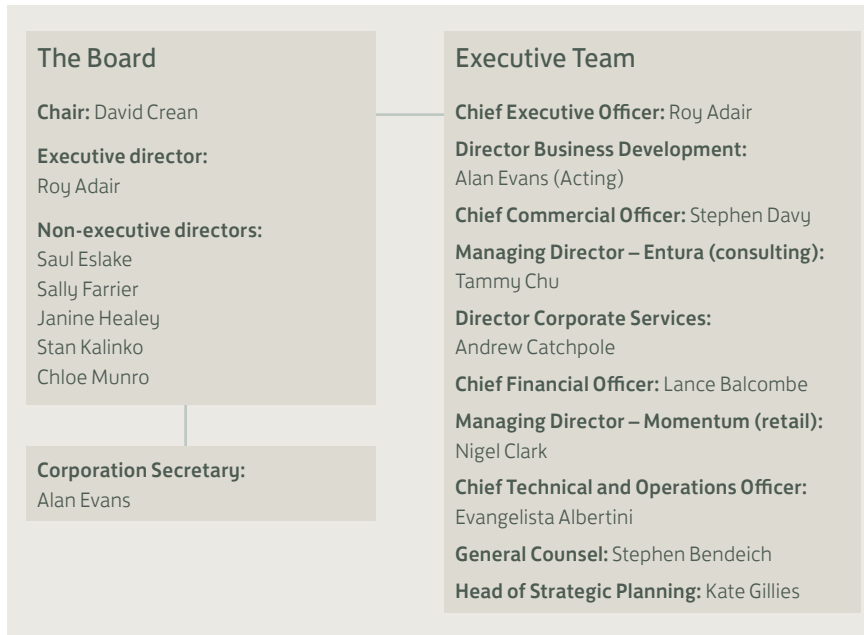 The Board
Chair: David Crean
Executive director:
Roy Adair
Non-executive directors:
Saul Eslake
Sally Farrier
Janine Healey
Stan Kalinko
Chloe Munro
Corporation Secretary:
Alan Evans
Executive Team
Chief Executive Officer: Roy Adair
Director Business Development:
Alan Evans (Acting)
Chief Commercial Officer: Stephen Davy
Managing Director – Entura (consulting):
Tammy Chu
Director Corporate Services:
Andrew Catchpole
Chief Financial Officer: Lance Balcombe
Managing Director – Momentum (retail):
Nigel Clark
Chief Technical and Operations Officer:
Evangelista Albertini
General Counsel: Stephen Bendeich
Head of Strategic Planning: Kate Gillies